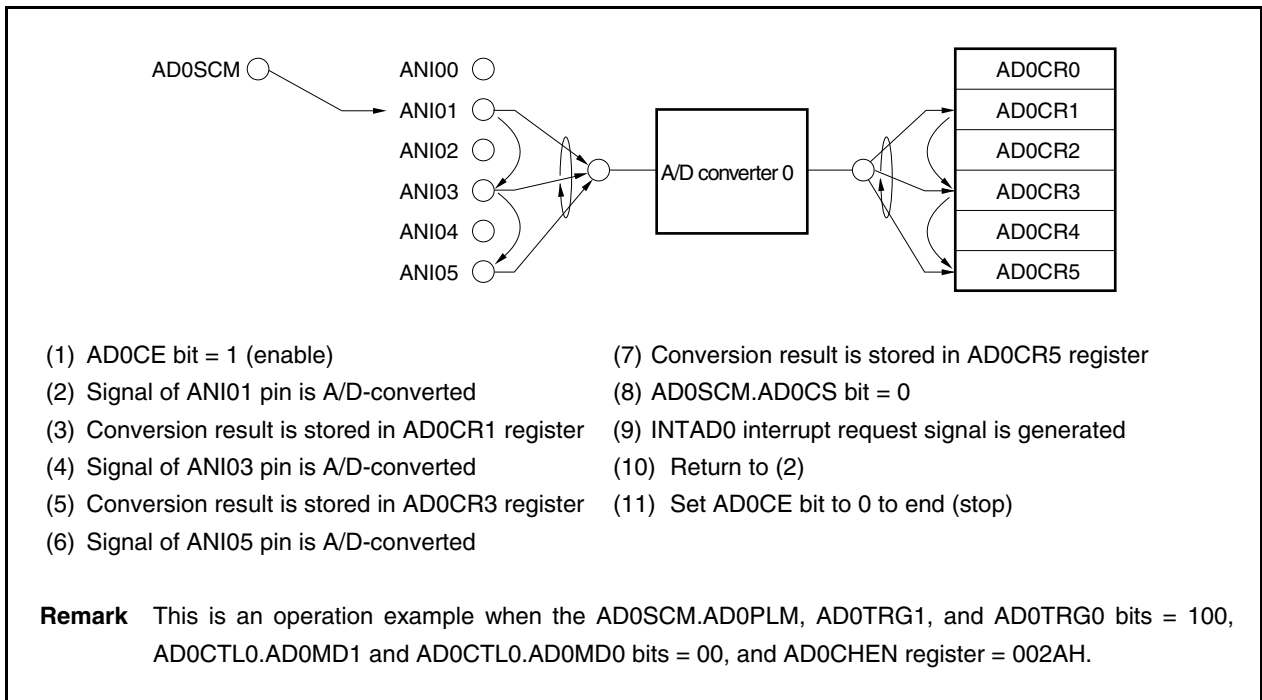 AD0SCM
ANI00
ANI01
ANI02
ANI03
ANI04
ANI05
A/D converter 0
AD0CR0
AD0CR1
AD0CR2
AD0CR3
AD0CR4
AD0CR5
(1) AD0CE bit = 1 (enable)
(2) Signal of ANI01 pin is A/D-converted
(3) Conversion result is stored in AD0CR1 register
(4) Signal of ANI03 pin is A/D-converted
(5) Conversion result is stored in AD0CR3 register
(6) Signal of ANI05 pin is A/D-converted
(7) Conversion result is stored in AD0CR5 register
(8) AD0SCM.AD0CS bit = 0
(9) INTAD0 interrupt request signal is generated
(10) Return to (2)
(11) Set AD0CE bit to 0 to end (stop)
Remark This is an operation example when the AD0SCM.AD0PLM, AD0TRG1, and AD0TRG0 bits = 100,
AD0CTL0.AD0MD1 and AD0CTL0.AD0MD0 bits = 00, and AD0CHEN register = 002AH.